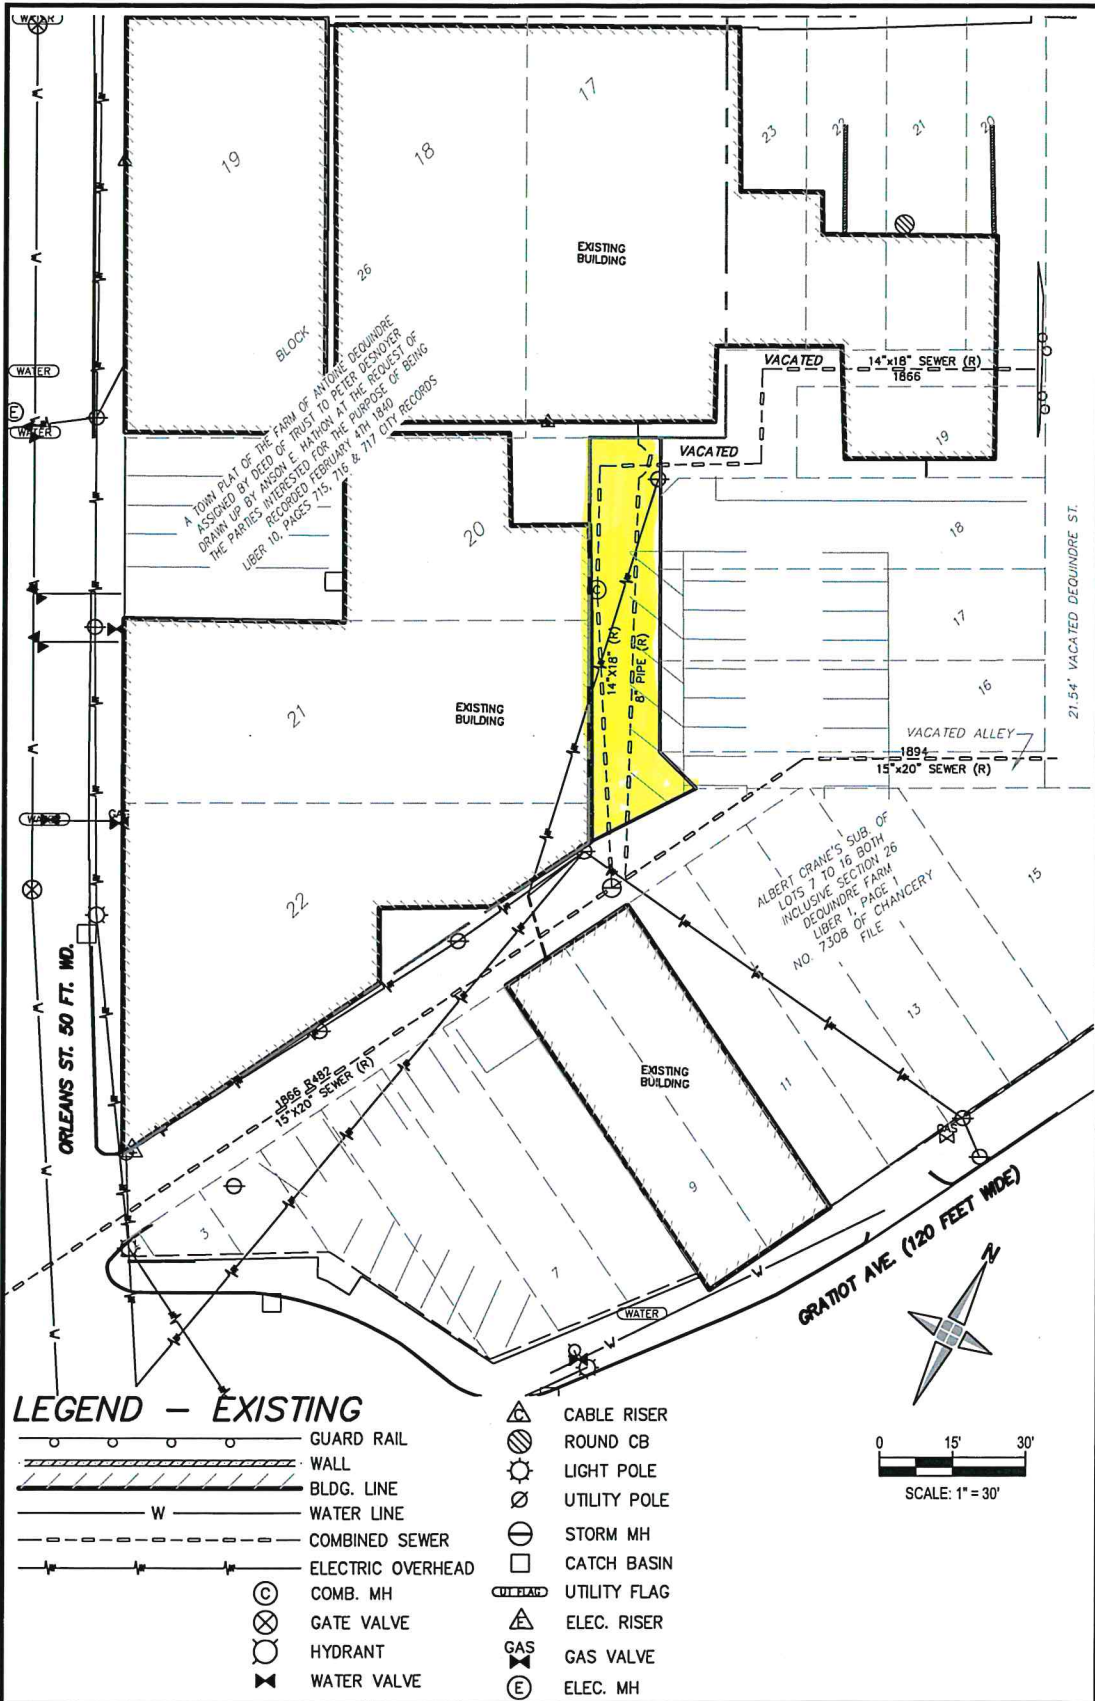 WATER
17
18
19
23
22
21
20
EXISTING
BUILDING
26
BLOCK
A TOWN PLAT OF THE FARM OF ANTOINE DEQUINDRE
ASSIGNED BY DEED OF TRUST TO PETER DESNOYER
DRAWN UP BY ANSON E. HATHON AT THE REQUEST OF
THE PARTIES INTERESTED FOR THE PURPOSE OF BEING
RECORDED FEBRUARY 4TH 1840
LIBER 10, PAGES 715, 716 & 717 CITY RECORDS
WATER
E
WATER
VACATED
14"x18" SEWER (R)
1866
19
VACATED
20
18
21.54' VACATED DEQUINDRE ST.
C
14"X18" (R)
8" PIPE (R)
17
16
21
EXISTING
BUILDING
VACATED ALLEY
1894
15"x20" SEWER (R)
WATER
GAS
22
ALBERT CRANE'S SUB. OF
LOTS 7 TO 16 BOTH
INCLUSIVE SECTION 26
DEQUINDRE FARM
LIBER 1, PAGE 1
NO. 7308 OF CHANCERY
FILE
15
13
11
ORLEANS ST. 50 FT. WD.
1866 R482
15"X20" SEWER (R)
EXISTING
BUILDING
GAS
9
3
7
W
WATER
W
GRATIOT AVE. (120 FEET WIDE)
N
LEGEND - EXISTING
GUARD RAIL
WALL
BLDG. LINE
W WATER LINE
COMBINED SEWER
ELECTRIC OVERHEAD
C COMB. MH
GATE VALVE
HYDRANT
WATER VALVE
C CABLE RISER
ROUND CB
LIGHT POLE
UTILITY POLE
STORM MH
CATCH BASIN
UT FLAG UTILITY FLAG
E ELEC. RISER
GAS GAS VALVE
E ELEC. MH
0 15' 30'
SCALE: 1" = 30'